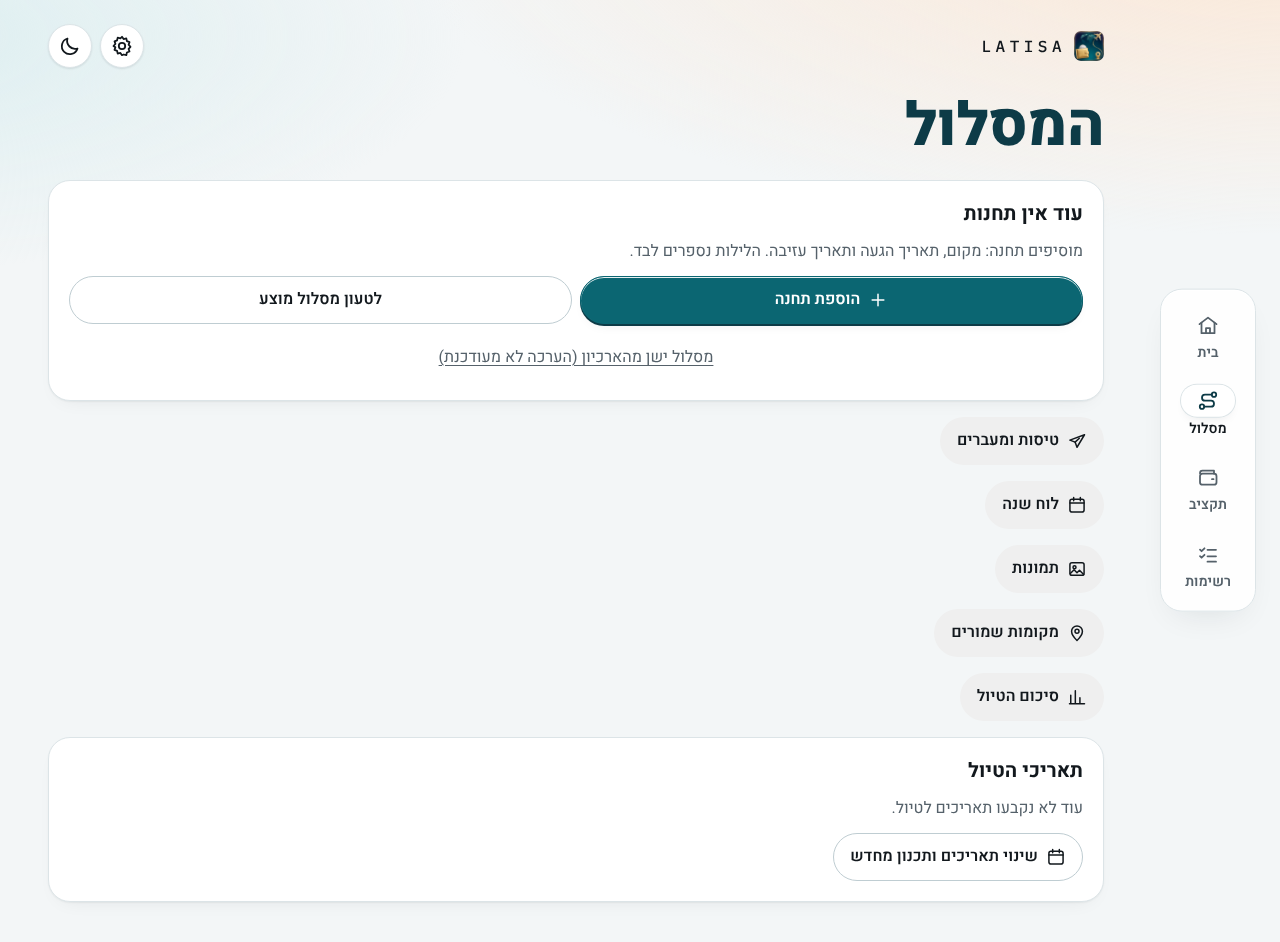 LATISA
המסלול
עוד אין תחנות
מוסיפים תחנה: מקום, תאריך הגעה ותאריך עזיבה. הלילות נספרים לבד.
הוספת תחנה
לטעון מסלול מוצע
מסלול ישן מהארכיון (הערכה לא מעודכנת)
טיסות ומעברים
לוח שנה
תמונות
מקומות שמורים
סיכום הטיול
תאריכי הטיול
עוד לא נקבעו תאריכים לטיול.
שינוי תאריכים ותכנון מחדש
בית
מסלול
תקציב
רשימות